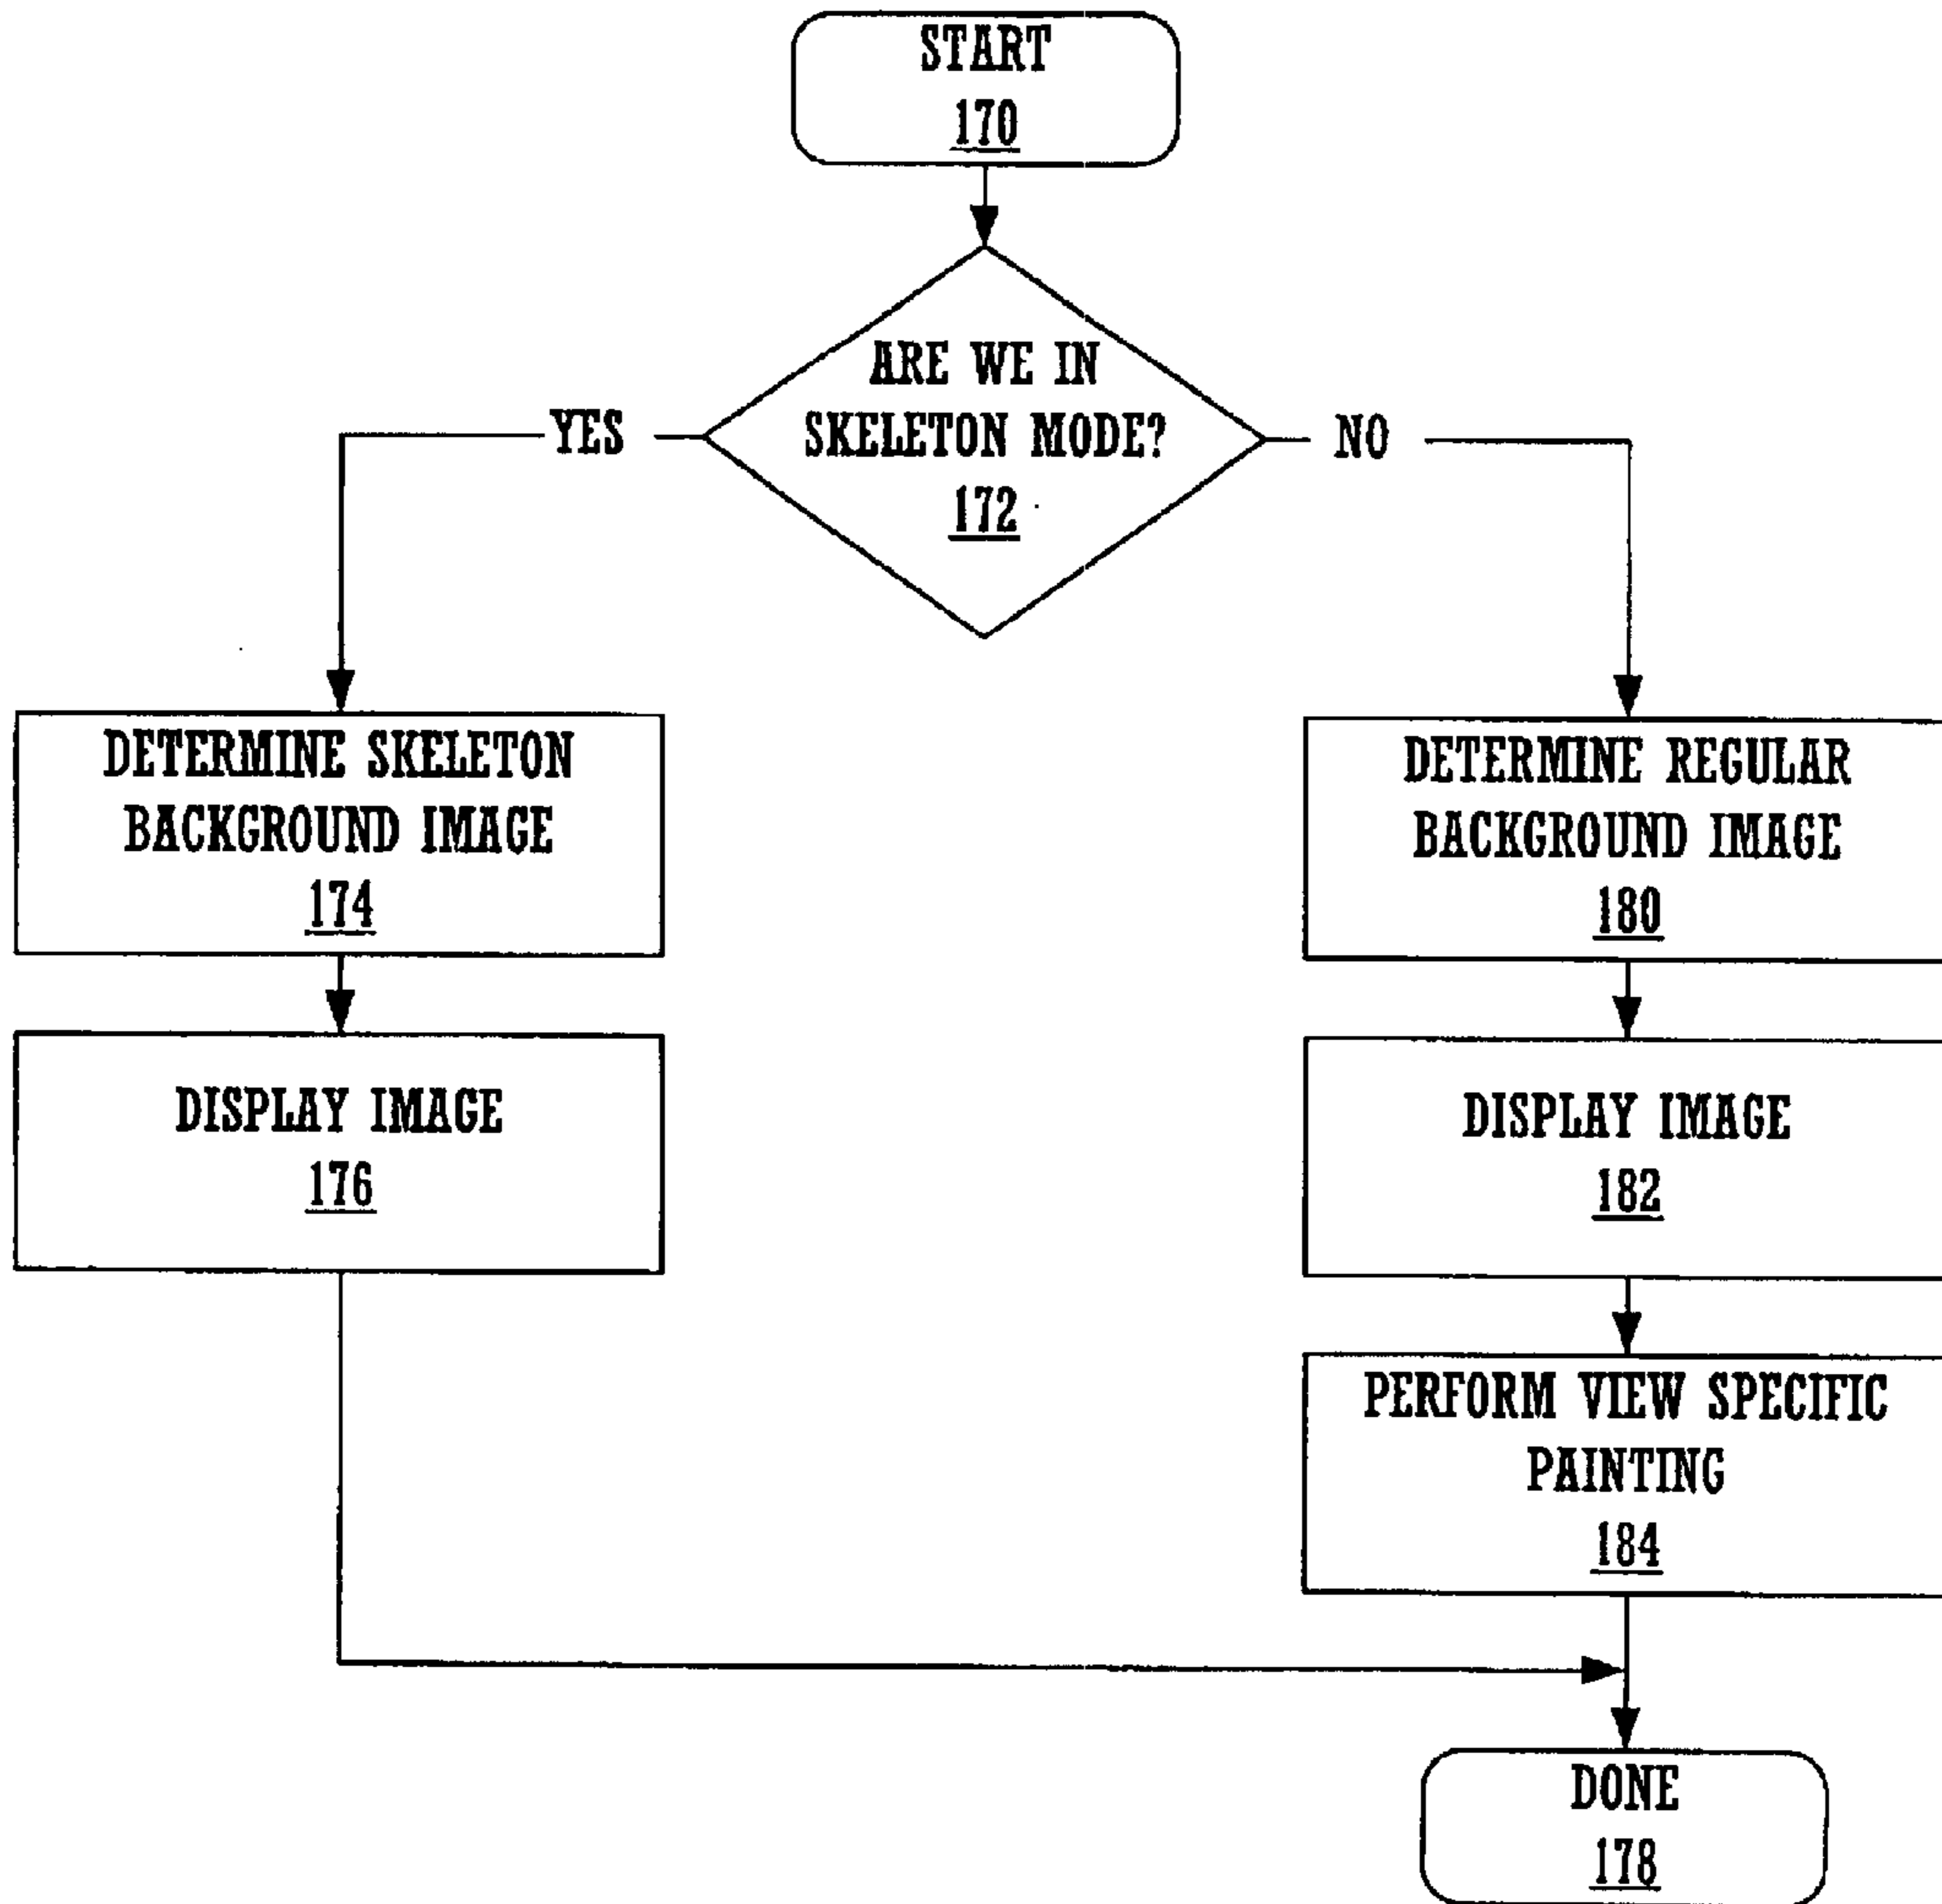 START
170
ARE WE IN
SKELETON MODE?
172
YES
NO
DETERMINE SKELETON
BACKGROUND IMAGE
174
DETERMINE REGULAR
BACKGROUND IMAGE
180
DISPLAY IMAGE
176
DISPLAY IMAGE
182
PERFORM VIEW SPECIFIC
PAINTING
184
DONE
178